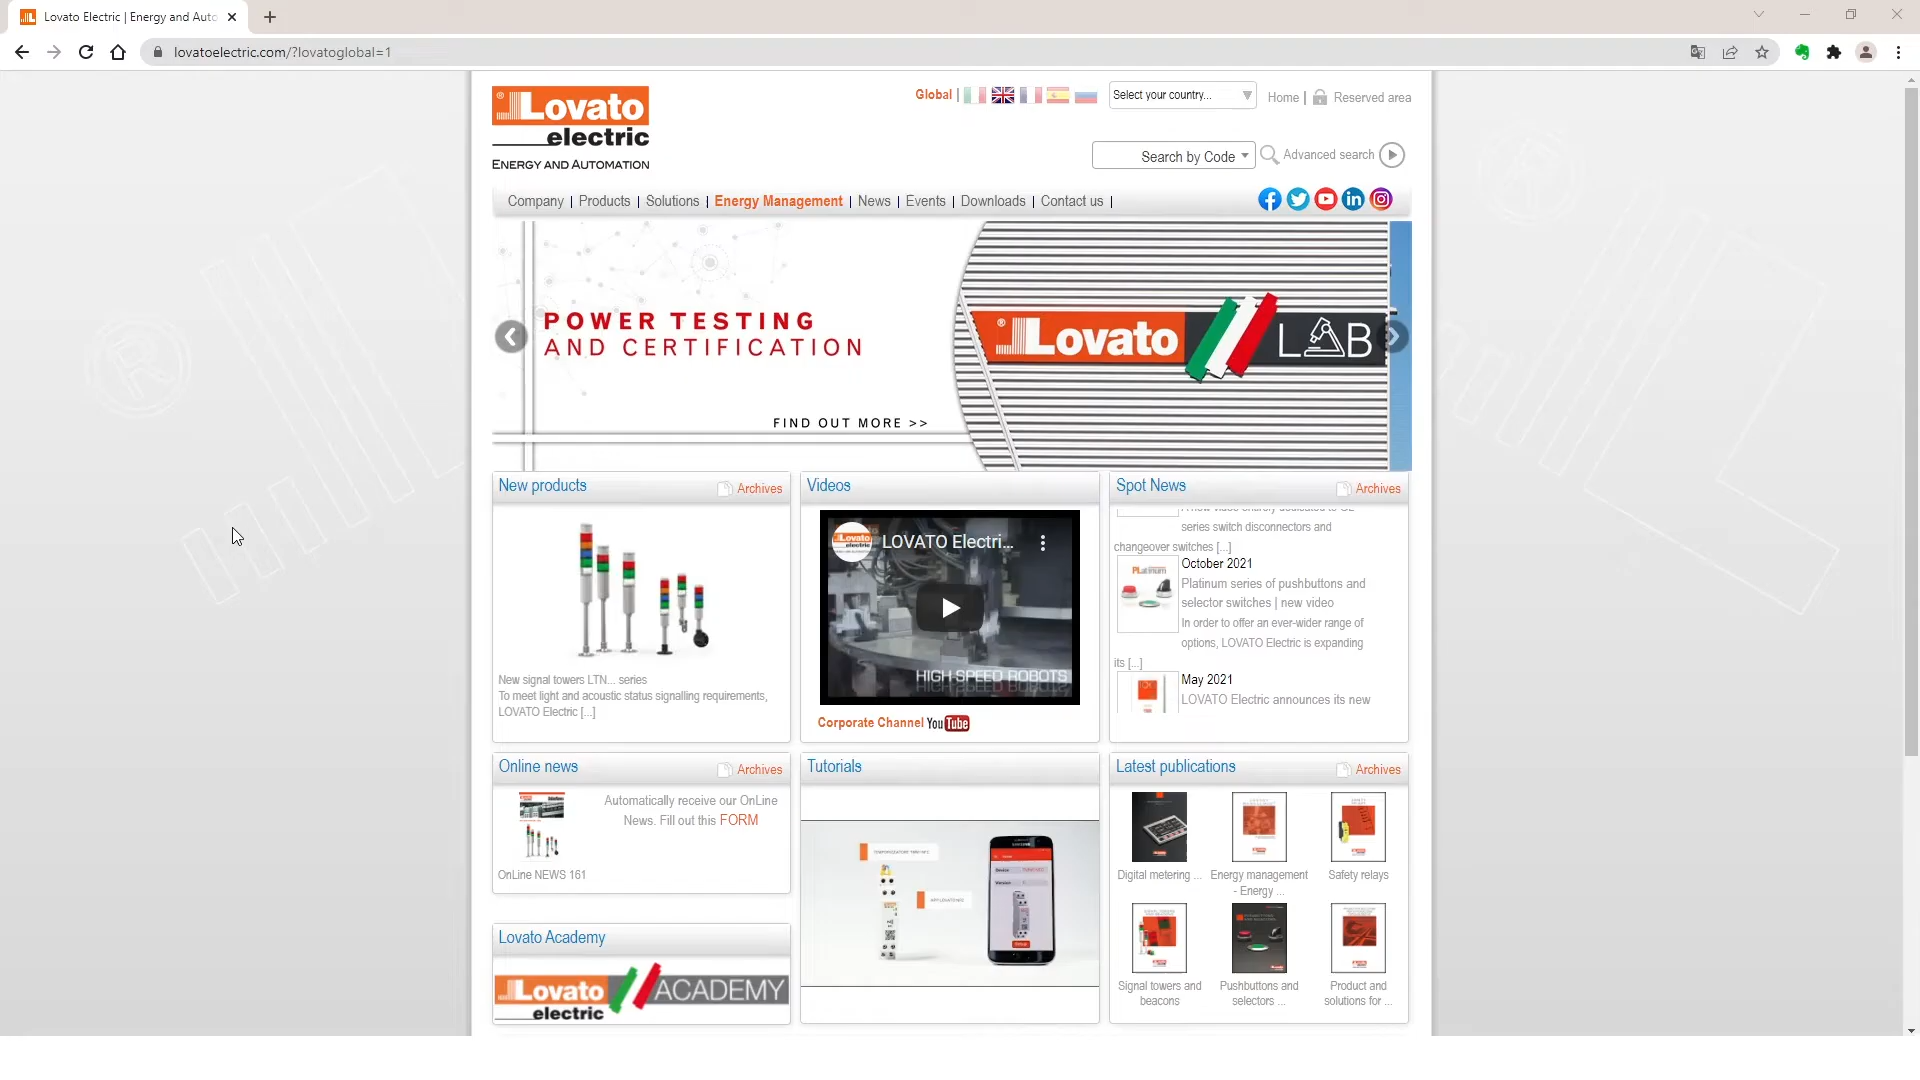 Lovato Electric | Energy and Auto
lovatoelectric.com/?lovatoglobal=1
Lovato
electric
ENERGY AND AUTOMATION
Global |
Select your country...
Home | Reserved area
Search by Code
Advanced search
Company | Products | Solutions | Energy Management | News | Events | Downloads | Contact us |
POWER TESTING
AND CERTIFICATION
FIND OUT MORE >>
Lovato LAB
New products
Archives
New signal towers LTN... series
To meet light and acoustic status signalling requirements,
LOVATO Electric [...]
Videos
LOVATO Electri...
HIGH SPEED ROBOTS
Corporate Channel YouTube
Spot News
Archives
series switch disconnectors and
changeover switches [...]
October 2021
Platinum series of pushbuttons and
selector switches | new video
In order to offer an ever-wider range of
options, LOVATO Electric is expanding
its [...]
May 2021
LOVATO Electric announces its new
Online news
Archives
Automatically receive our OnLine
News. Fill out this FORM
OnLine NEWS 161
Lovato Academy
Lovato
electric
ACADEMY
Tutorials
Latest publications
Archives
Digital metering ...
Energy management
- Energy ...
Safety relays
Signal towers and
beacons
Pushbuttons and
selectors ...
Product and
solutions for ...